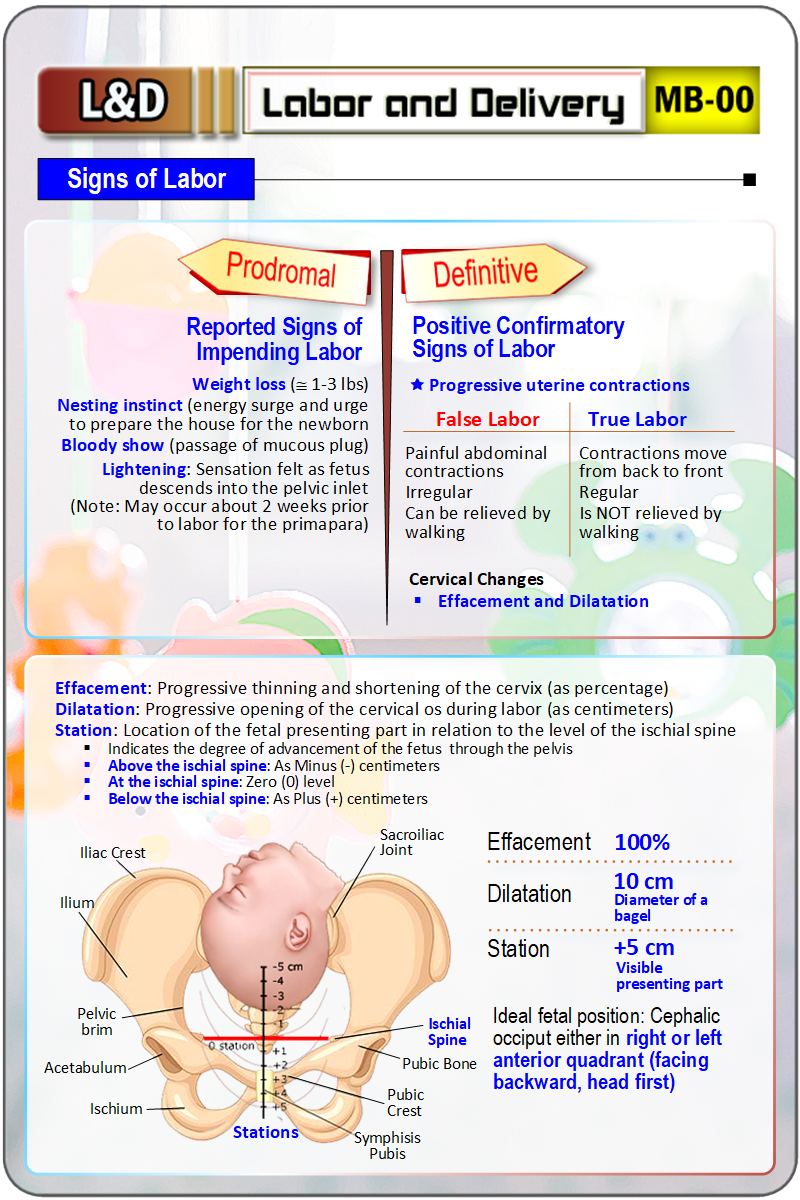 L&D
Labor and Delivery
MB-00
Signs of Labor
Prodromal
Reported Signs of
Impending Labor
Weight loss (≅ 1-3 lbs)
Nesting instinct (energy surge and urge
to prepare the house for the newborn
Bloody show (passage of mucous plug)
Lightening: Sensation felt as fetus
descends into the pelvic inlet
(Note: May occur about 2 weeks prior
to labor for the primapara)
Definitive
Positive Confirmatory
Signs of Labor
★ Progressive uterine contractions
False Labor
Painful abdominal
contractions
Irregular
Can be relieved by
walking
True Labor
Contractions move
from back to front
Regular
Is NOT relieved by
walking
Cervical Changes
▪ Effacement and Dilatation
Effacement: Progressive thinning and shortening of the cervix (as percentage)
Dilatation: Progressive opening of the cervical os during labor (as centimeters)
Station: Location of the fetal presenting part in relation to the level of the ischial spine
▪ Indicates the degree of advancement of the fetus through the pelvis
▪ Above the ischial spine: As Minus (-) centimeters
▪ At the ischial spine: Zero (0) level
▪ Below the ischial spine: As Plus (+) centimeters
Sacroiliac
Joint
Iliac Crest
Ilium
-5 cm
-4
-3
-2
-1
Pelvic
brim
Ischial
Spine
0 station
+1
+2
+3
+4
+5
Acetabulum
Pubic Bone
Ischium
Pubic
Crest
Stations
Symphisis
Pubis
Effacement 100%
Dilatation 10 cm
Diameter of a
bagel
Station +5 cm
Visible
presenting part
Ideal fetal position: Cephalic
occiput either in right or left
anterior quadrant (facing
backward, head first)